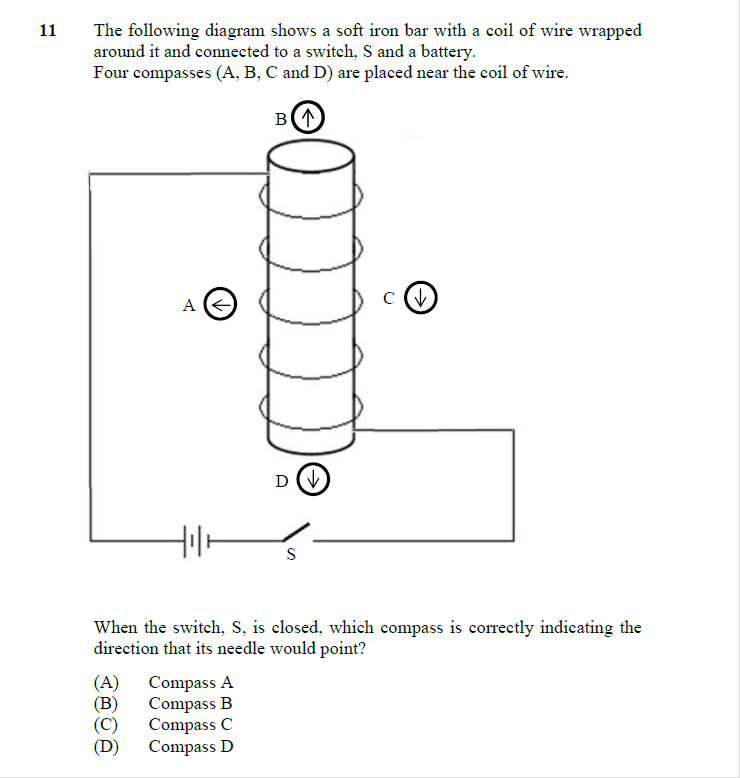 11 The following diagram shows a soft iron bar with a coil of wire wrapped
around it and connected to a switch, S and a battery.
Four compasses (A, B, C and D) are placed near the coil of wire.
B
A
C
D
S
When the switch, S, is closed, which compass is correctly indicating the
direction that its needle would point?
(A) Compass A
(B) Compass B
(C) Compass C
(D) Compass D